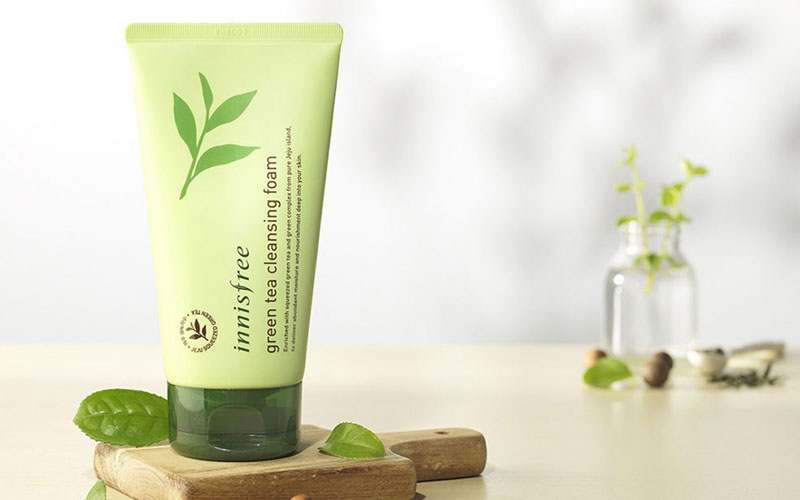 innisfree
green tea cleansing foam
Enriched with squeezed green tea and green complex from pure Jeju island,
to deliver abundant moisture and nourishment deep into your skin.
JEJU SQUEEZED GREEN TEA